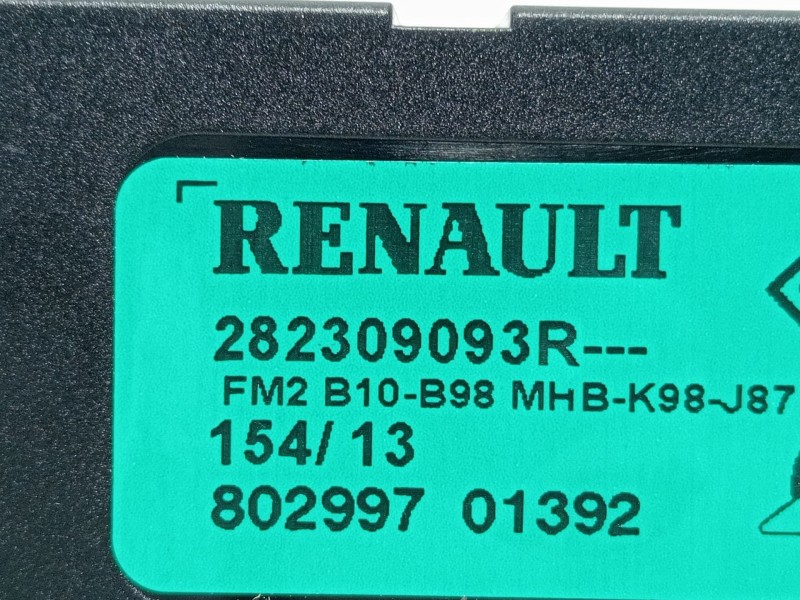 RENAULT
282309093R---
FM2 B10-B98 MHB-K98-J87
154/13
802997 01392